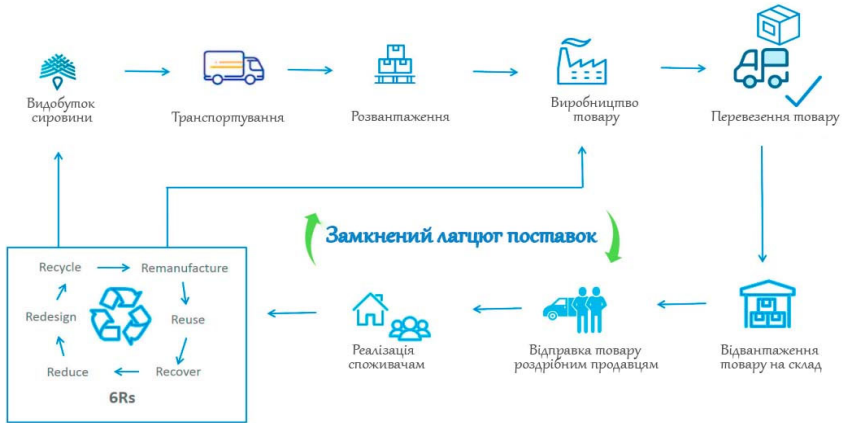 Видобуток
сировини
Транспортування
Розвантаження
Виробництво
товару
Перевезення товару
Замкнений лагцюг поставок
Recycle
Remanufacture
Redesign
Reuse
Reduce
Recover
6Rs
Реалізація
споживачам
Відправка товару
роздрібним продавцям
Відвантаження
товару на склад